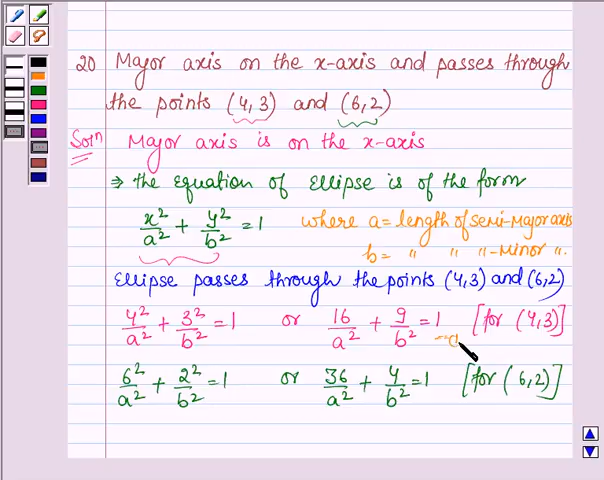 20 Major axis on the x-axis and passes through
the points (4,3) and (6,2)
Soln Major axis is on the x-axis
⇒ the equation of Ellipse is of the form
x²/a² + y²/b² = 1 where a = length of Semi-Major axis
b = " " " -Minor ".
Ellipse passes through the points (4,3) and (6,2)
4²/a² + 3²/b² = 1 or 16/a² + 9/b² = 1 [for (4,3)]
6²/a² + 2²/b² = 1 or 36/a² + 4/b² = 1 [for (6,2)]